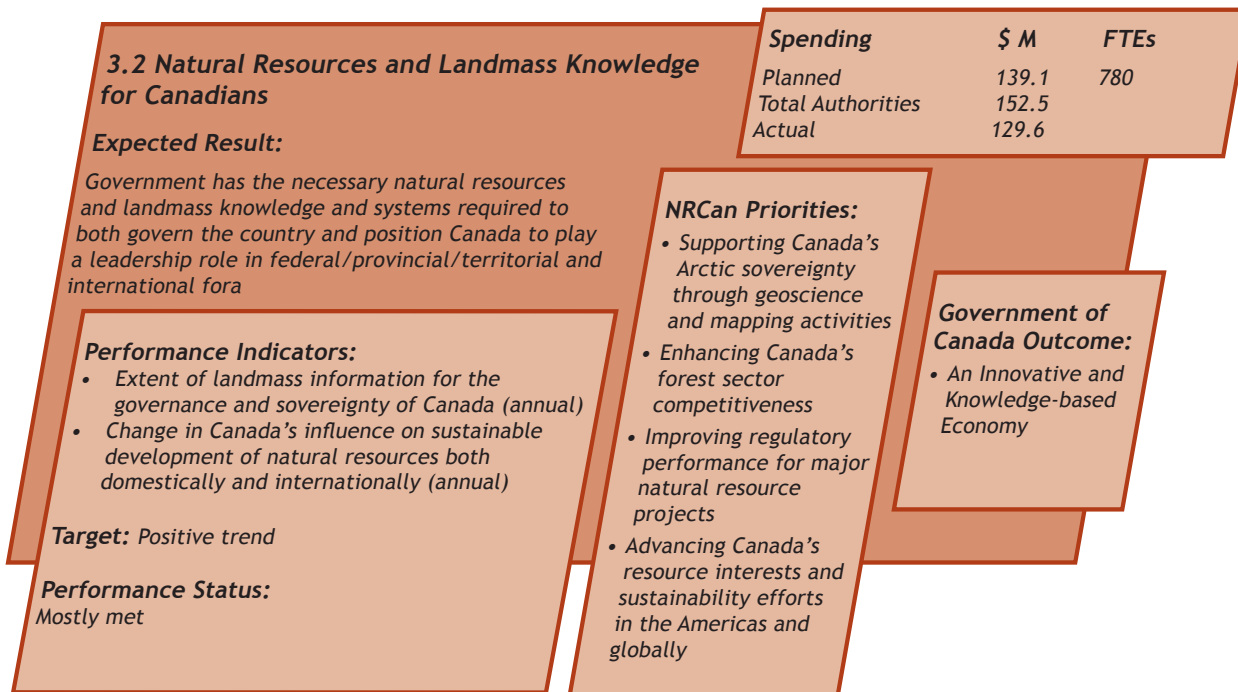 3.2 Natural Resources and Landmass Knowledge
for Canadians
Expected Result:
Government has the necessary natural resources
and landmass knowledge and systems required to
both govern the country and position Canada to play
a leadership role in federal/provincial/territorial and
international fora
Spending $ M FTEs
Planned 139.1 780
Total Authorities 152.5
Actual 129.6
Performance Indicators:
• Extent of landmass information for the
governance and sovereignty of Canada (annual)
• Change in Canada's influence on sustainable
development of natural resources both
domestically and internationally (annual)
Target: Positive trend
Performance Status:
Mostly met
NRCan Priorities:
• Supporting Canada's
Arctic sovereignty
through geoscience
and mapping activities
• Enhancing Canada's
forest sector
competitiveness
• Improving regulatory
performance for major
natural resource
projects
• Advancing Canada's
resource interests and
sustainability efforts
in the Americas and
globally
Government of
Canada Outcome:
• An Innovative and
Knowledge-based
Economy